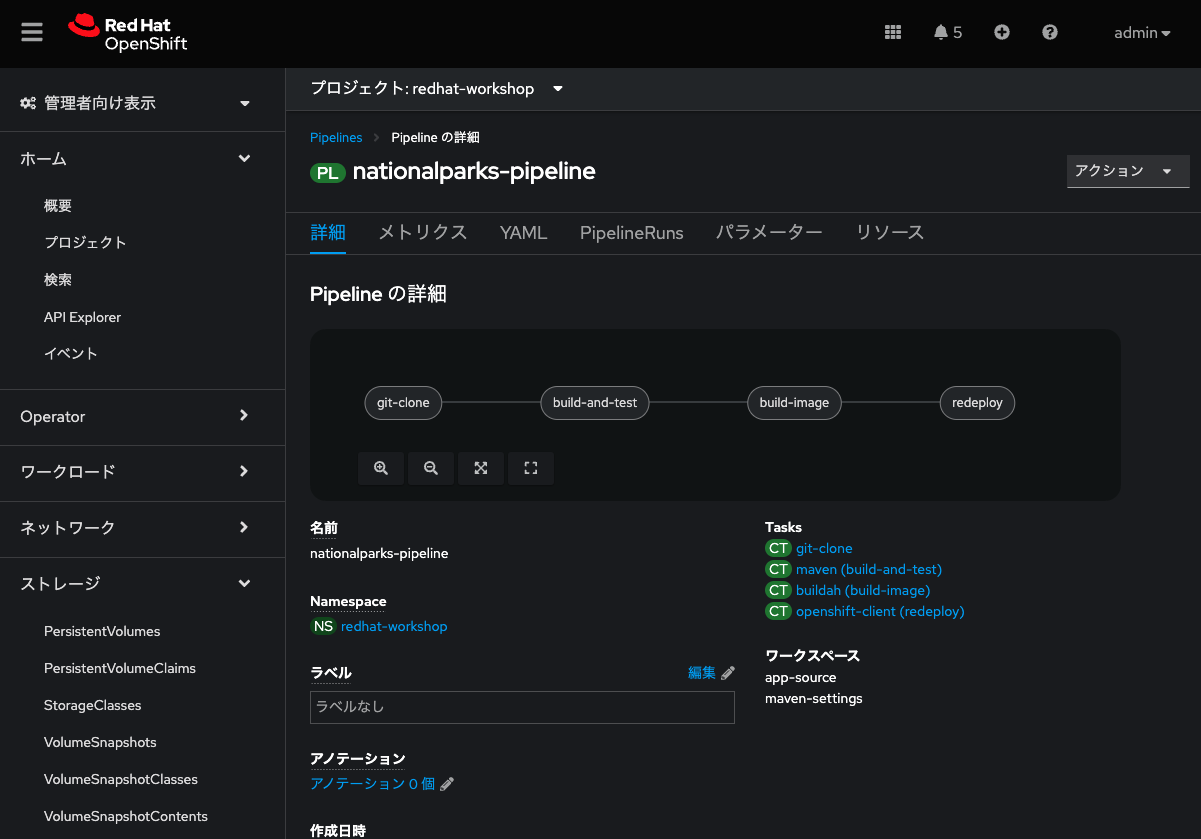 Red Hat
OpenShift
5
admin
管理者向け表示
プロジェクト: redhat-workshop
ホーム
概要
プロジェクト
検索
API Explorer
イベント
Operator
ワークロード
ネットワーク
ストレージ
PersistentVolumes
PersistentVolumeClaims
StorageClasses
VolumeSnapshots
VolumeSnapshotClasses
VolumeSnapshotContents
Pipelines
Pipeline の詳細
PL nationalparks-pipeline
アクション
詳細 メトリクス YAML PipelineRuns パラメーター リソース
Pipeline の詳細
git-clone build-and-test build-image redeploy
名前
nationalparks-pipeline
Namespace
NS redhat-workshop
ラベル 編集
ラベルなし
アノテーション
アノテーション 0 個
作成日時
Tasks
CT git-clone
CT maven (build-and-test)
CT buildah (build-image)
CT openshift-client (redeploy)
ワークスペース
app-source
maven-settings